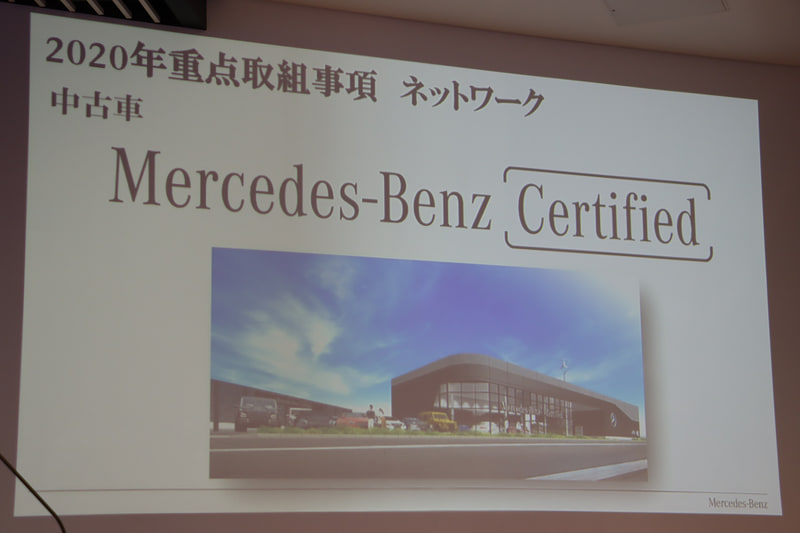 2020年重点取組事項 ネットワーク
中古車
Mercedes-Benz Certified
Mercedes-Benz